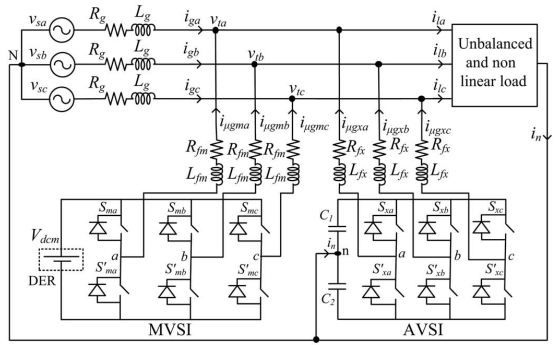 v_sa R_g L_g i_ga v_ta i_la
N v_sb R_g L_g i_gb v_tb i_lb
v_sc R_g L_g i_gc v_tc i_lc
Unbalanced
and non
linear load
i_n
i_μgma i_μgmb i_μgmc i_μgxa i_μgxb i_μgxc
R_fm R_fm R_fm R_fx R_fx R_fx
L_fm L_fm L_fm L_fx L_fx L_fx
V_dcm
DER
S_ma S_mb S_mc
a b c
S'_ma S'_mb S'_mc
MVSI
C_1
i_n n
C_2
S_xa S_xb S_xc
a b c
S'_xa S'_xb S'_xc
AVSI